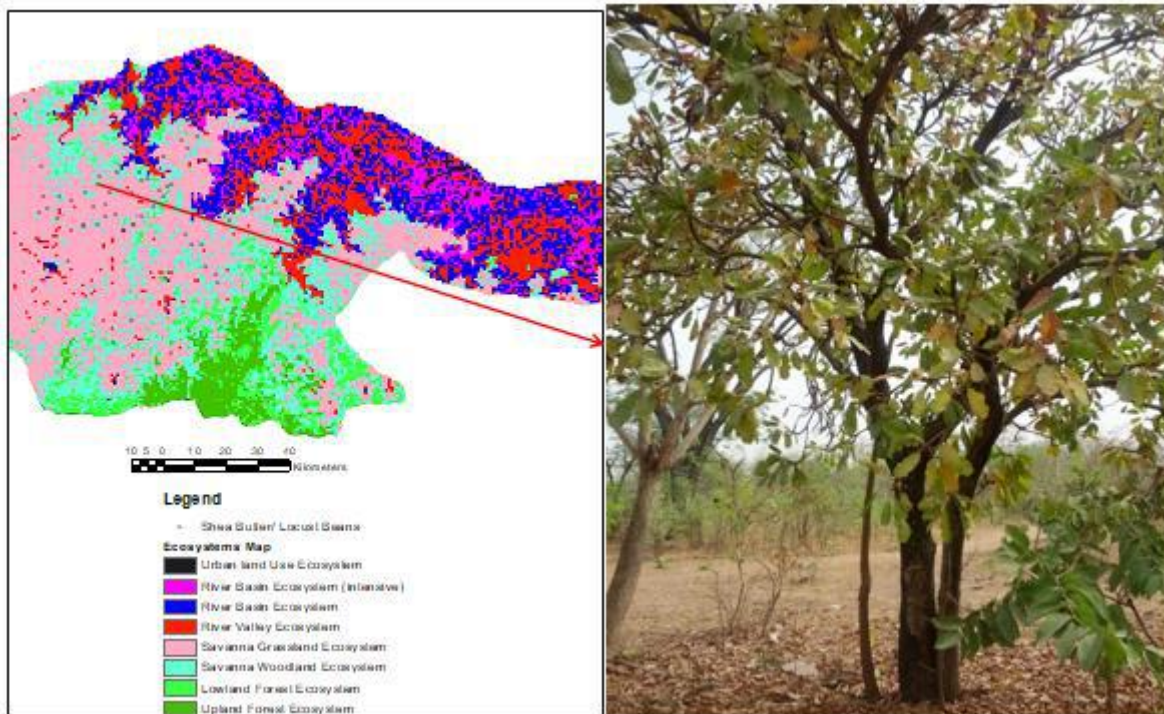 10 5 0 10 20 30 40
Kilometers
Legend
Shea Butter/ Locust Beans
Ecosystems Map
Urban land Use Ecosystem
River Basin Ecosystem (intensive)
River Basin Ecosystem
River Valley Ecosystem
Savanna Grassland Ecosystem
Savanna Woodland Ecosystem
Lowland Forest Ecosystem
Upland Forest Ecosystem